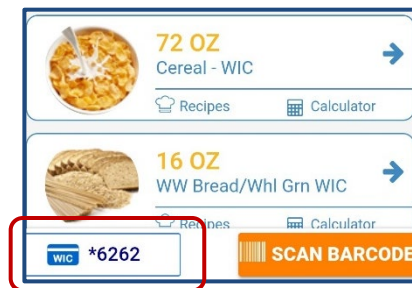 72 OZ
Cereal - WIC
Recipes Calculator
16 OZ
WW Bread/Whl Grn WIC
Recipes Calculator
WIC *6262
SCAN BARCODE